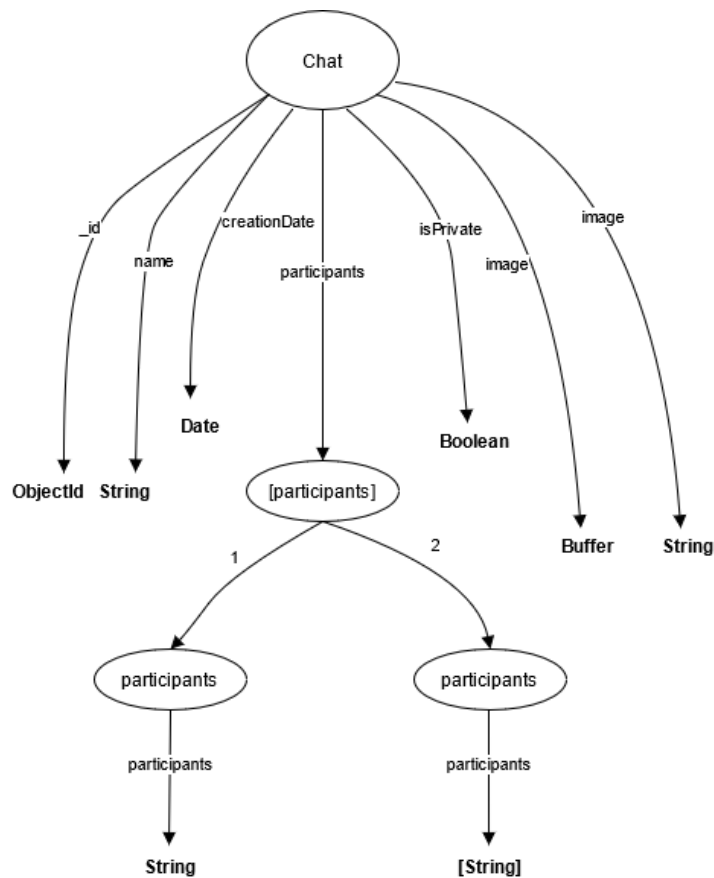 Chat
_id
name
creationDate
participants
isPrivate
image
image
Date
Boolean
ObjectId
String
[participants]
Buffer
String
1
2
participants
participants
participants
participants
String
[String]